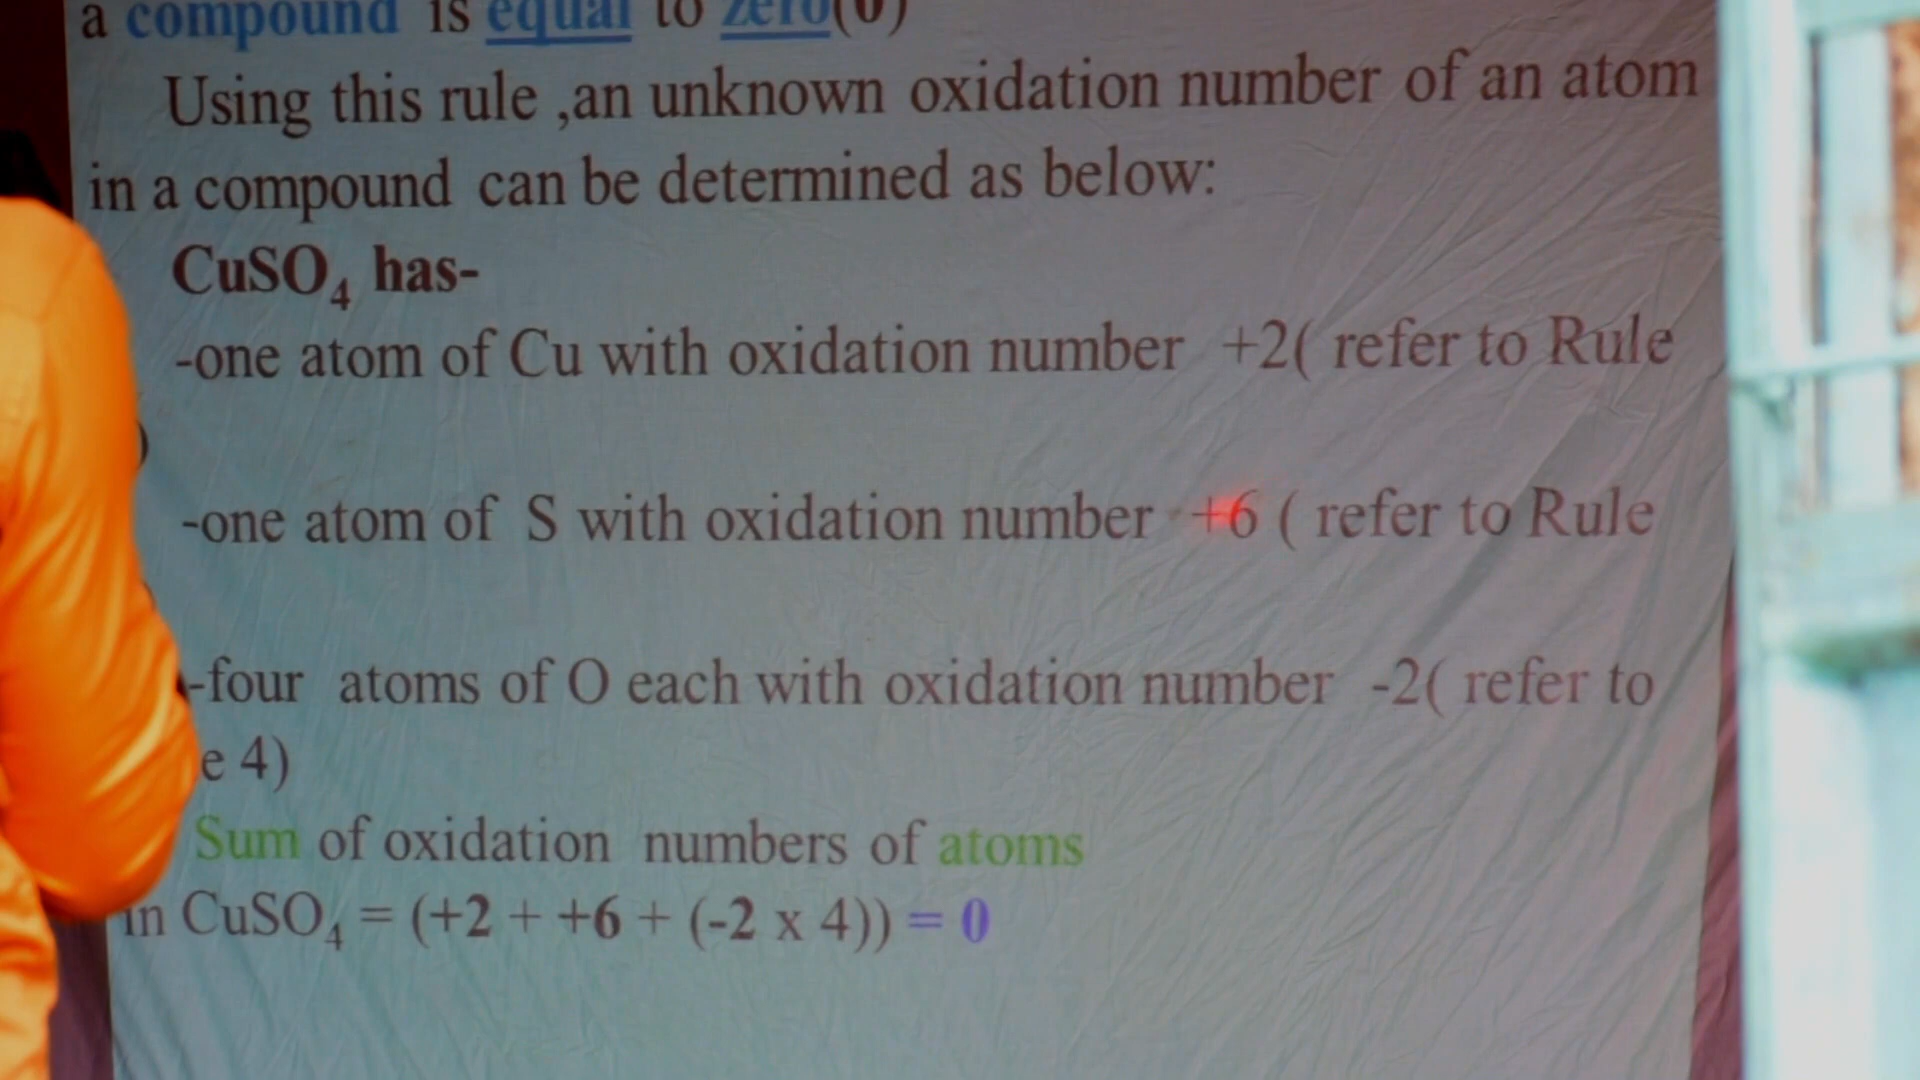 a compound is equal to zero(0)
Using this rule ,an unknown oxidation number of an atom
in a compound can be determined as below:
CuSO₄ has-
-one atom of Cu with oxidation number +2( refer to Rule
)
-one atom of S with oxidation number +6 ( refer to Rule
-four atoms of O each with oxidation number -2( refer to
e 4)
Sum of oxidation numbers of atoms
in CuSO₄ = (+2 + +6 + (-2 x 4)) = 0